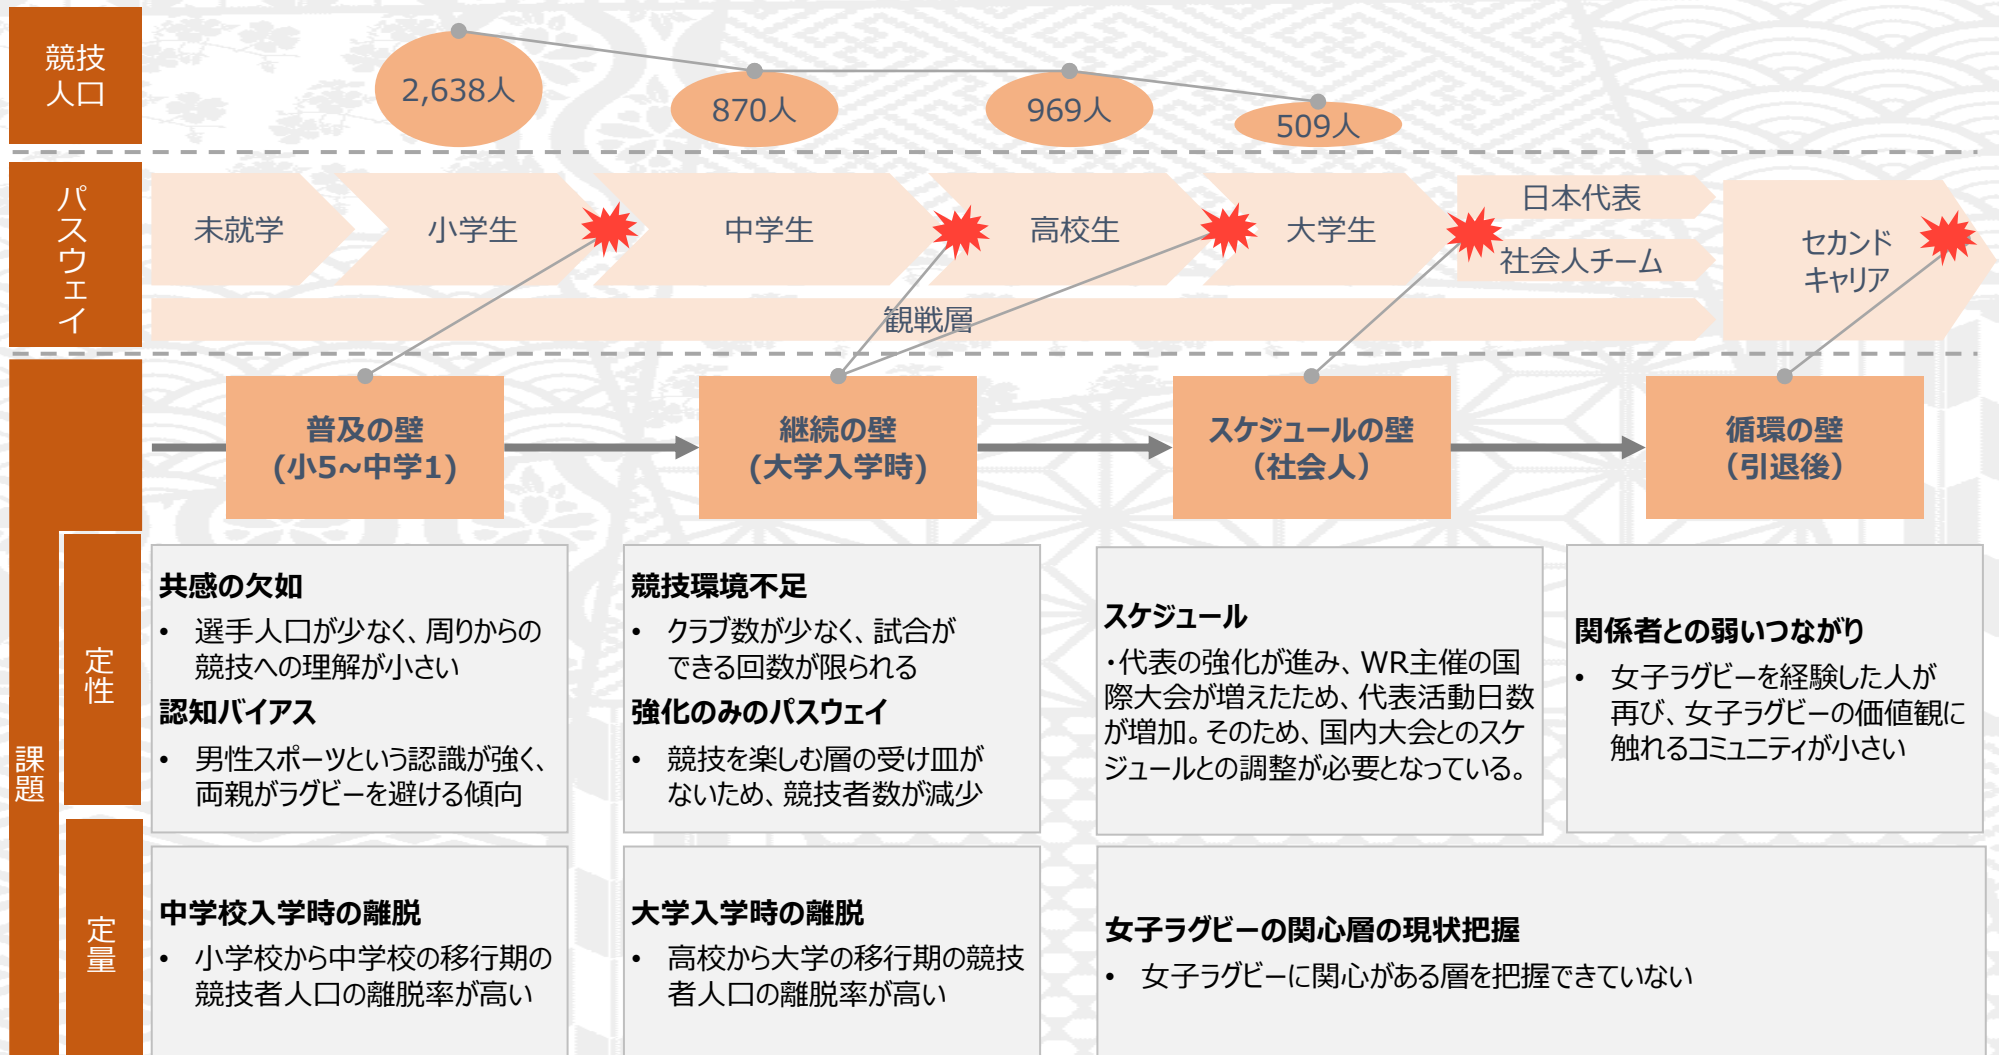 競技
人口
2,638人
870人
969人
509人
パスウェイ
未就学
小学生
中学生
高校生
大学生
日本代表
社会人チーム
セカンド
キャリア
観戦層
普及の壁
(小5~中学1)
継続の壁
(大学入学時)
スケジュールの壁
（社会人）
循環の壁
（引退後）
課題
定性
共感の欠如
• 選手人口が少なく、周りからの
競技への理解が小さい
認知バイアス
• 男性スポーツという認識が強く、
両親がラグビーを避ける傾向
競技環境不足
• クラブ数が少なく、試合が
できる回数が限られる
強化のみのパスウェイ
• 競技を楽しむ層の受け皿が
ないため、競技者数が減少
スケジュール
・代表の強化が進み、WR主催の国
際大会が増えたため、代表活動日数
が増加。そのため、国内大会とのスケ
ジュールとの調整が必要となっている。
関係者との弱いつながり
• 女子ラグビーを経験した人が
再び、女子ラグビーの価値観に
触れるコミュニティが小さい
定量
中学校入学時の離脱
• 小学校から中学校の移行期の
競技者人口の離脱率が高い
大学入学時の離脱
• 高校から大学の移行期の競技
者人口の離脱率が高い
女子ラグビーの関心層の現状把握
• 女子ラグビーに関心がある層を把握できていない